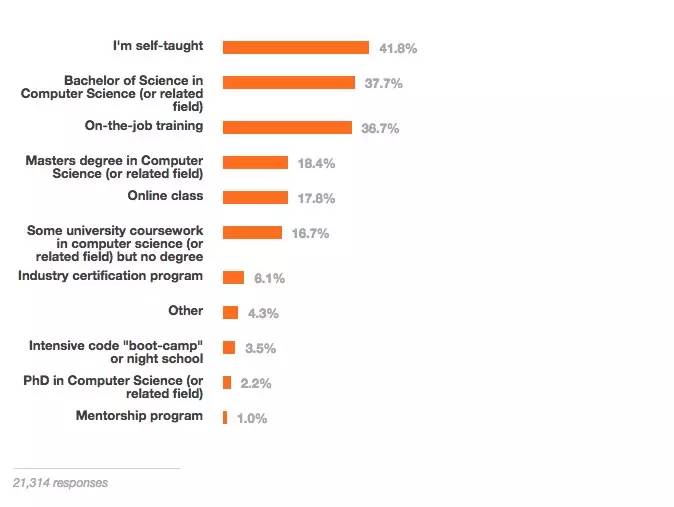 I'm self-taught 41.8%
Bachelor of Science in
Computer Science (or related
field) 37.7%
On-the-job training 36.7%
Masters degree in Computer
Science (or related field) 18.4%
Online class 17.8%
Some university coursework
in computer science (or
related field) but no degree 16.7%
Industry certification program 6.1%
Other 4.3%
Intensive code "boot-camp"
or night school 3.5%
PhD in Computer Science (or
related field) 2.2%
Mentorship program 1.0%
21,314 responses